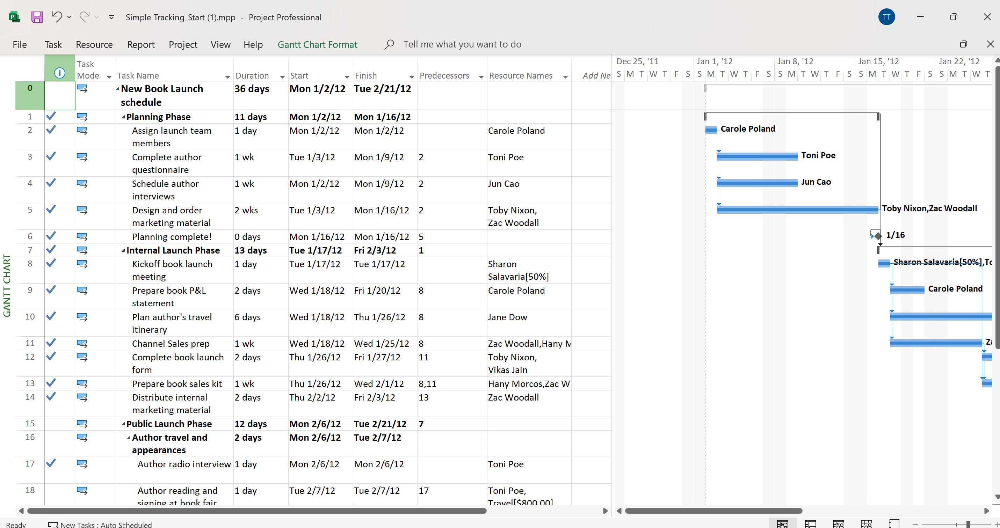 Simple Tracking_Start (1).mpp - Project Professional
TT
File Task Resource Report Project View Help Gantt Chart Format Tell me what you want to do
Task Mode Task Name Duration Start Finish Predecessors Resource Names Add Ne
Dec 25, '11 Jan 1, '12 Jan 8, '12 Jan 15, '12 Jan 22, '12
S M T W T F S S M T W T F S S M T W T F S S M T W T F S S M T W T
0 New Book Launch schedule 36 days Mon 1/2/12 Tue 2/21/12
1 Planning Phase 11 days Mon 1/2/12 Mon 1/16/12
2 Assign launch team members 1 day Mon 1/2/12 Mon 1/2/12 Carole Poland Carole Poland
3 Complete author questionnaire 1 wk Tue 1/3/12 Mon 1/9/12 2 Toni Poe Toni Poe
4 Schedule author interviews 1 wk Mon 1/2/12 Mon 1/9/12 2 Jun Cao Jun Cao
5 Design and order marketing material 2 wks Tue 1/3/12 Mon 1/16/12 2 Toby Nixon, Zac Woodall Toby Nixon,Zac Woodall
6 Planning complete! 0 days Mon 1/16/12 Mon 1/16/12 5 1/16
7 Internal Launch Phase 13 days Tue 1/17/12 Fri 2/3/12 1
8 Kickoff book launch meeting 1 day Tue 1/17/12 Tue 1/17/12 Sharon Salavaria[50%] Sharon Salavaria[50%],To
9 Prepare book P&L statement 2 days Wed 1/18/12 Fri 1/20/12 8 Carole Poland Carole Poland
10 Plan author's travel itinerary 6 days Wed 1/18/12 Thu 1/26/12 8 Jane Dow
11 Channel Sales prep 1 wk Wed 1/18/12 Wed 1/25/12 8 Zac Woodall,Hany M Za
12 Complete book launch form 2 days Thu 1/26/12 Fri 1/27/12 11 Toby Nixon, Vikas Jain
13 Prepare book sales kit 1 wk Thu 1/26/12 Wed 2/1/12 8,11 Hany Morcos,Zac W
14 Distribute internal marketing material 2 days Thu 2/2/12 Fri 2/3/12 13 Zac Woodall
15 Public Launch Phase 12 days Mon 2/6/12 Tue 2/21/12 7
16 Author travel and appearances 2 days Mon 2/6/12 Tue 2/7/12
17 Author radio interview 1 day Mon 2/6/12 Mon 2/6/12 Toni Poe
18 Author reading and signing at book fair 1 day Tue 2/7/12 Tue 2/7/12 17 Toni Poe, Travel[$800.00]
GANTT CHART
Ready New Tasks : Auto Scheduled